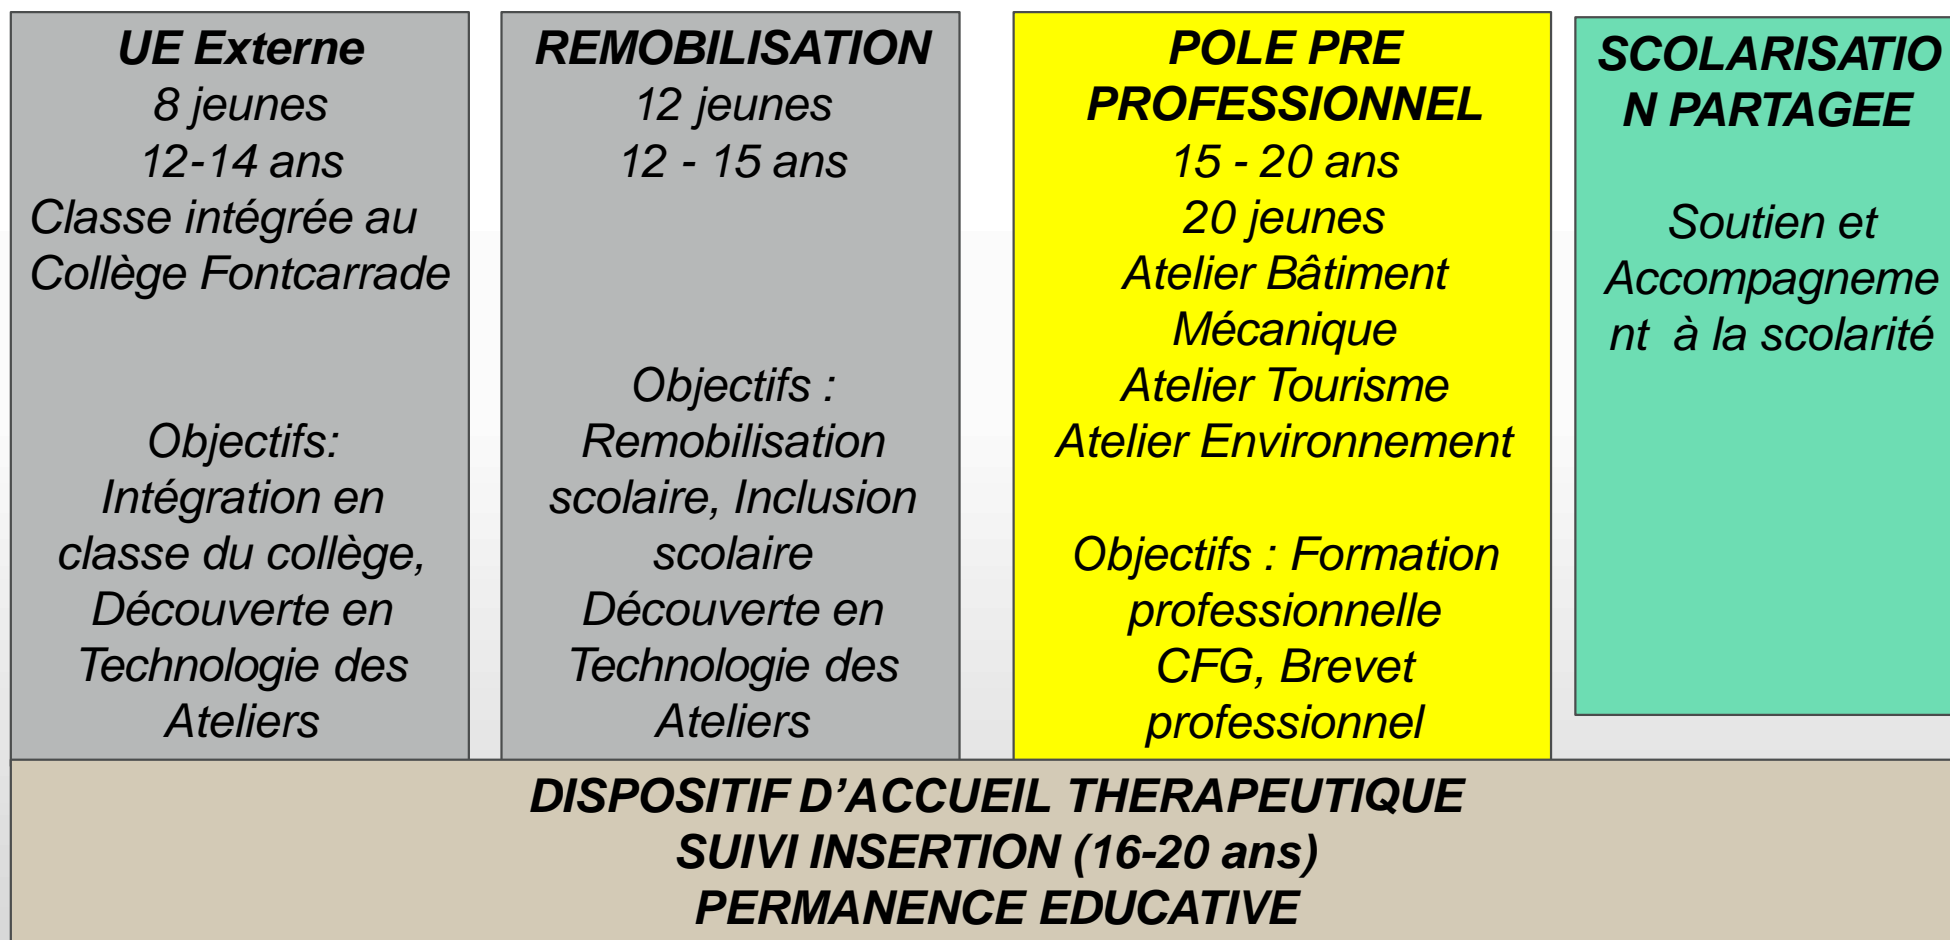 UE Externe
8 jeunes
12-14 ans
Classe intégrée au
Collège Fontcarrade
Objectifs:
Intégration en
classe du collège,
Découverte en
Technologie des
Ateliers
REMOBILISATION
12 jeunes
12 - 15 ans
Objectifs :
Remobilisation
scolaire, Inclusion
scolaire
Découverte en
Technologie des
Ateliers
POLE PRE
PROFESSIONNEL
15 - 20 ans
20 jeunes
Atelier Bâtiment
Mécanique
Atelier Tourisme
Atelier Environnement
Objectifs : Formation
professionnelle
CFG, Brevet
professionnel
SCOLARISATIO
N PARTAGEE
Soutien et
Accompagneme
nt à la scolarité
DISPOSITIF D’ACCUEIL THERAPEUTIQUE
SUIVI INSERTION (16-20 ans)
PERMANENCE EDUCATIVE